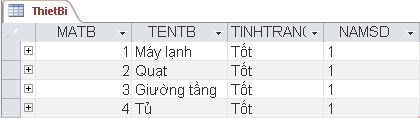 ThietBi
MATB TENTB TINHTRANG NAMSD
1 Máy lạnh Tốt 1
2 Quạt Tốt 1
3 Giường tầng Tốt 1
4 Tủ Tốt 1